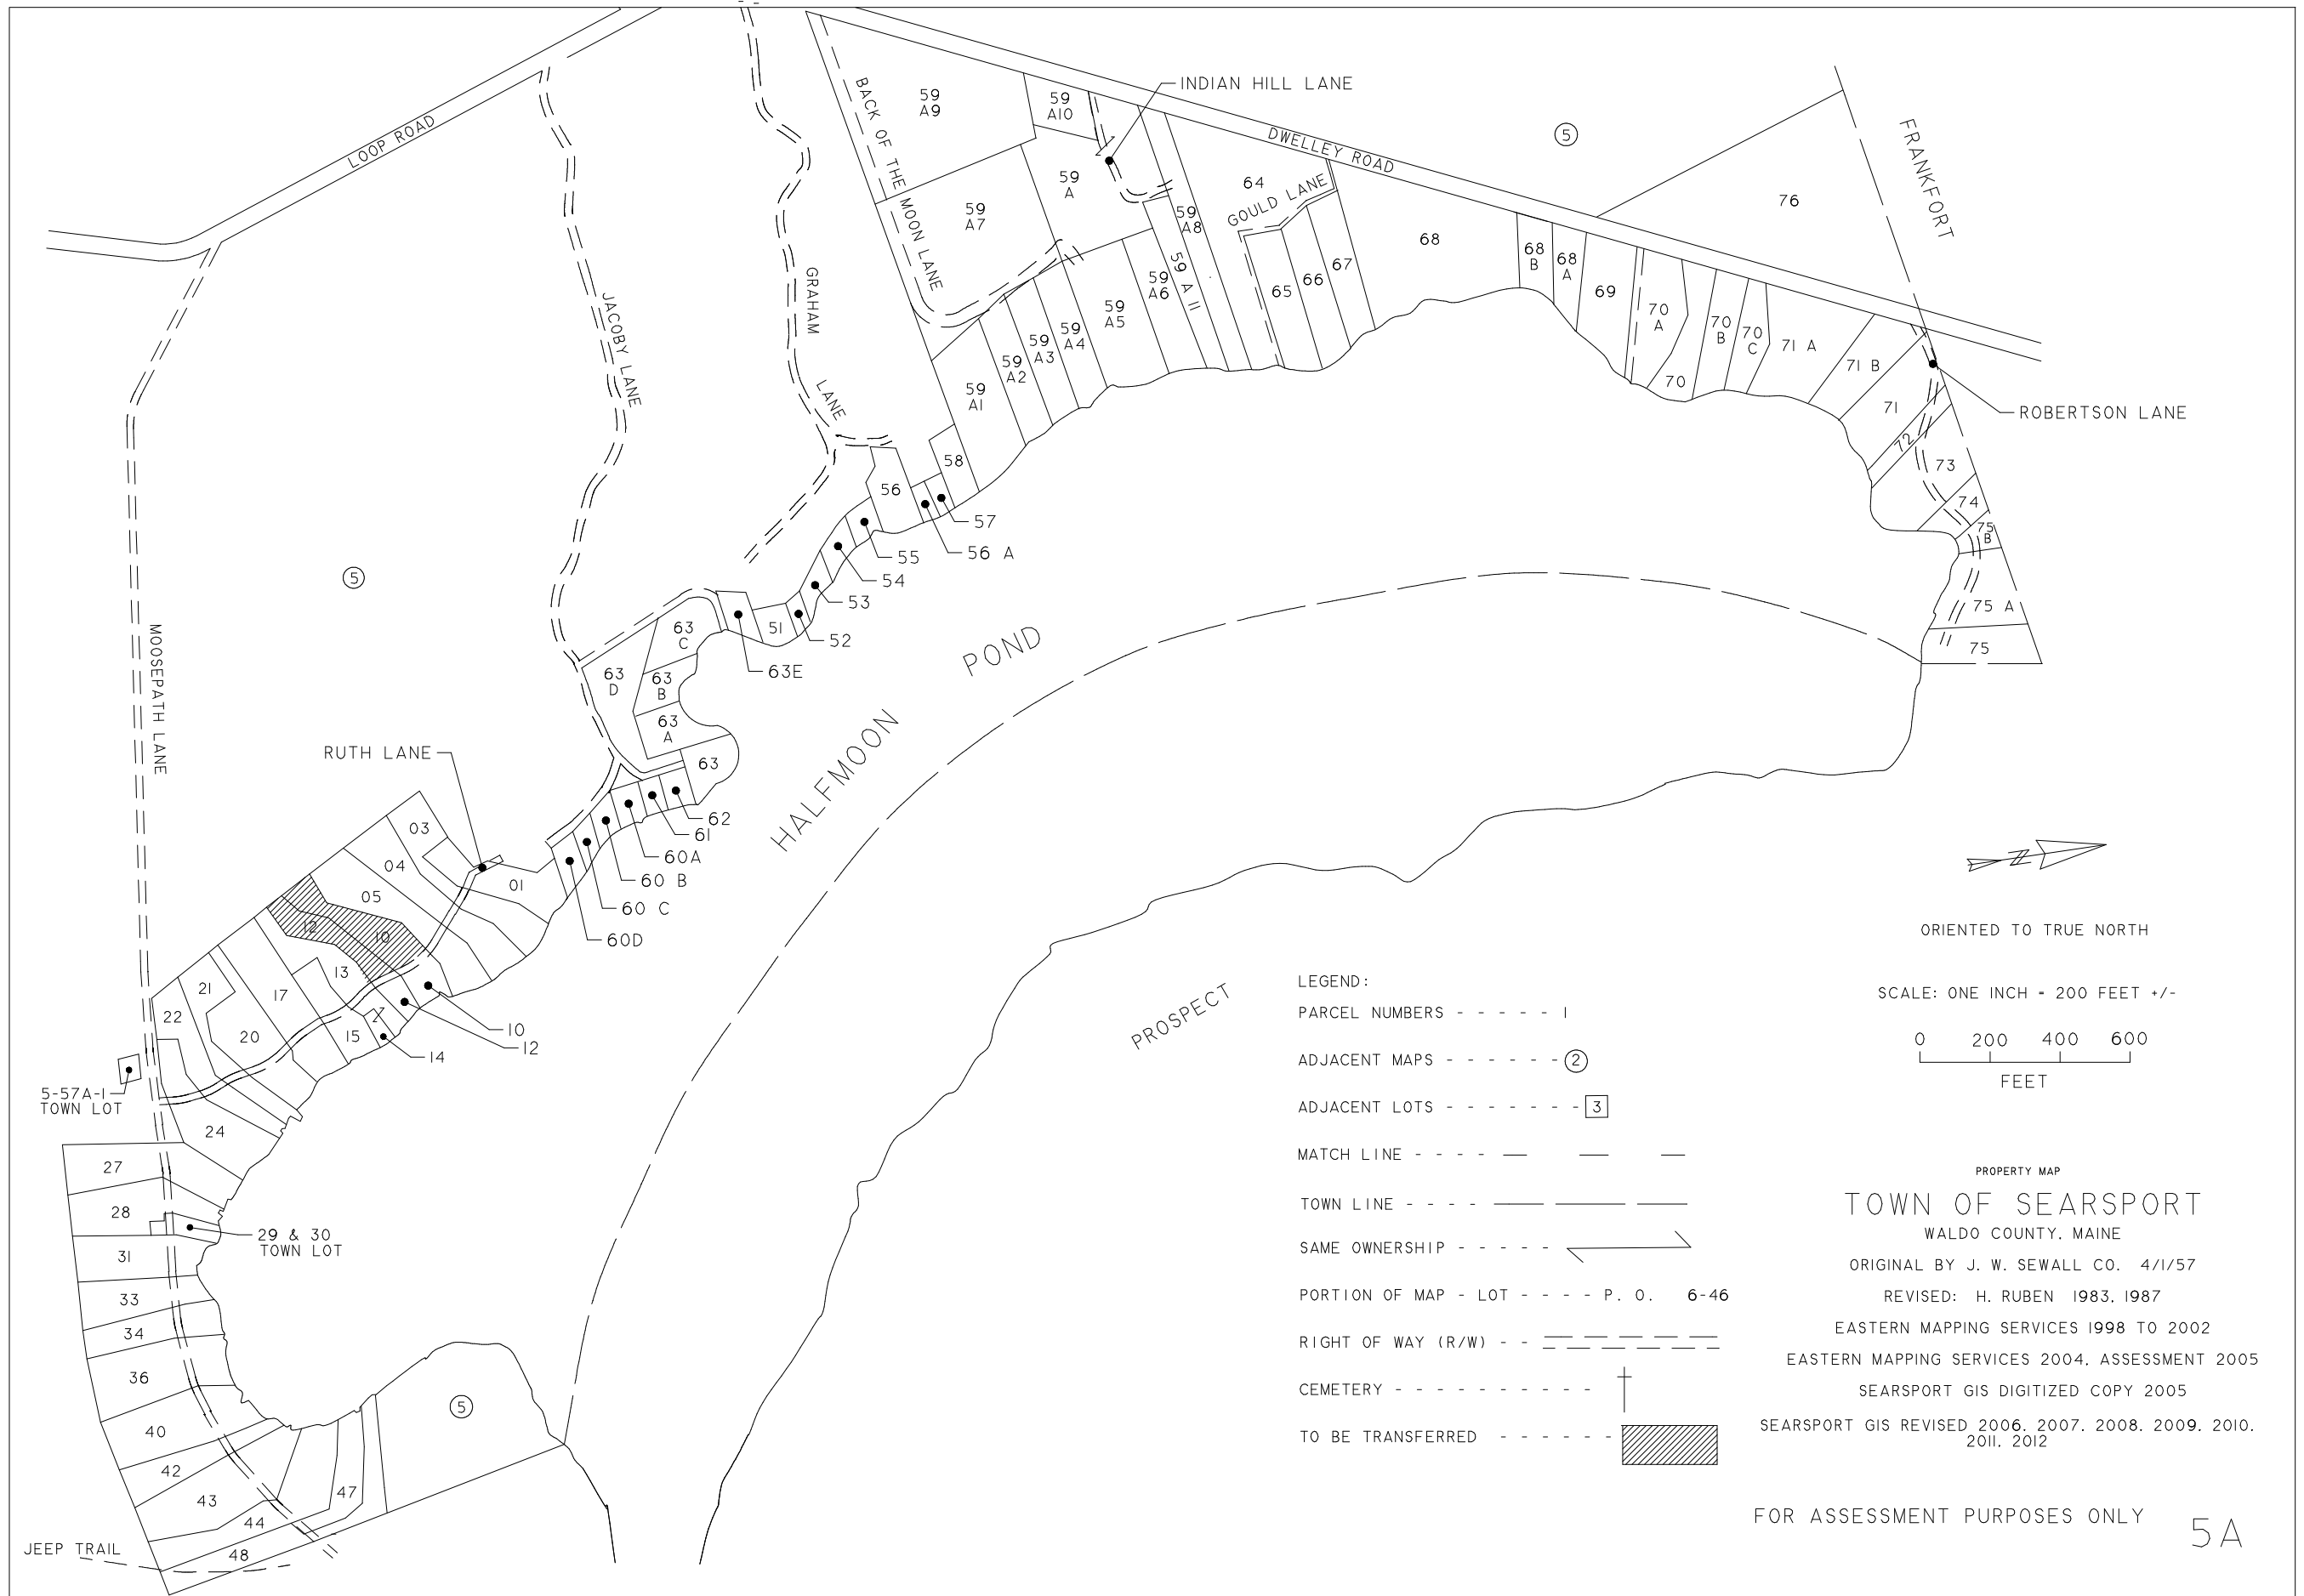 LOOP ROAD
JACOBY LANE
GRAHAM
LANE
MOOSEPATH LANE
BACK OF THE MOON LANE
INDIAN HILL LANE
DWELLEY ROAD
GOULD LANE
FRANKFORT
ROBERTSON LANE
5
5
59
A9
59
A10
59
A
59
A7
59
A8
59 A 11
59
A6
59
A5
59
A4
59
A3
59
A2
59
A1
64
65
66
67
68
68
B
68
A
69
70
A
70
70
B
70
C
71 A
71 B
71
72
73
74
75
B
75 A
75
76
58
57
56 A
56
55
54
53
52
51
63E
63
C
63
D
63
B
63
A
63
62
61
60A
60 B
60 C
60D
RUTH LANE
HALFMOON
POND
PROSPECT
03
04
05
01
12
10
13
17
21
22
20
15
14
10
12
5-57A-1
TOWN LOT
24
27
28
29 & 30
TOWN LOT
31
33
34
36
40
42
43
44
47
48
5
JEEP TRAIL
LEGEND:
PARCEL NUMBERS - - - - - 1
ADJACENT MAPS - - - - - - 2
ADJACENT LOTS - - - - - - - 3
MATCH LINE - - - -
TOWN LINE - - - -
SAME OWNERSHIP - - - - -
PORTION OF MAP - LOT - - - - P. O. 6-46
RIGHT OF WAY (R/W) - -
CEMETERY - - - - - - - - - -
TO BE TRANSFERRED - - - - - -
ORIENTED TO TRUE NORTH
SCALE: ONE INCH = 200 FEET +/-
0 200 400 600
FEET
PROPERTY MAP
TOWN OF SEARSPORT
WALDO COUNTY, MAINE
ORIGINAL BY J. W. SEWALL CO. 4/1/57
REVISED: H. RUBEN 1983, 1987
EASTERN MAPPING SERVICES 1998 TO 2002
EASTERN MAPPING SERVICES 2004, ASSESSMENT 2005
SEARSPORT GIS DIGITIZED COPY 2005
SEARSPORT GIS REVISED 2006, 2007, 2008, 2009, 2010,
2011, 2012
FOR ASSESSMENT PURPOSES ONLY
5A